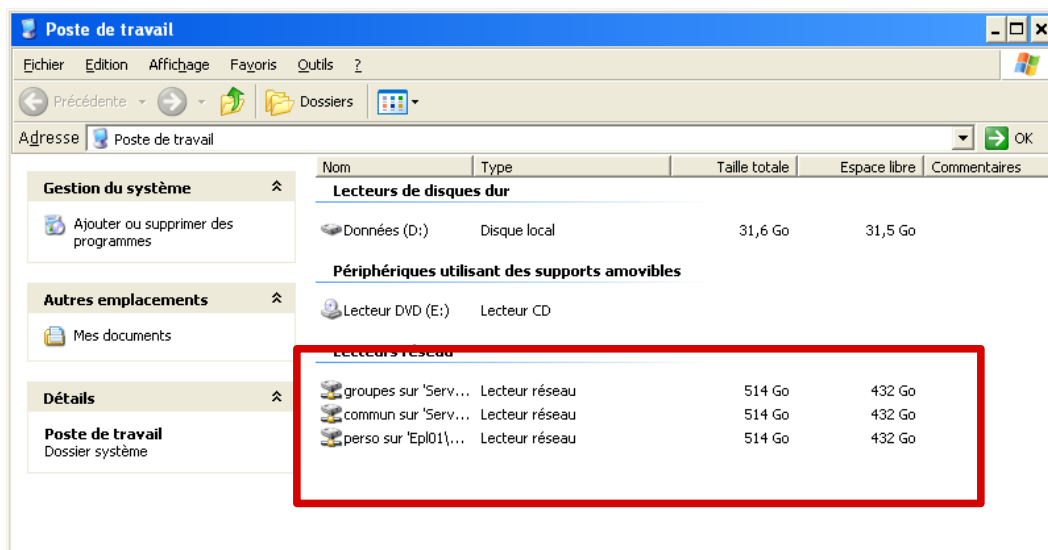 Poste de travail
Fichier Edition Affichage Favoris Outils ?
Précédente Dossiers
Adresse Poste de travail OK
Nom Type Taille totale Espace libre Commentaires
Gestion du système
Ajouter ou supprimer des
programmes
Autres emplacements
Mes documents
Détails
Poste de travail
Dossier système
Lecteurs de disques dur
Données (D:) Disque local 31,6 Go 31,5 Go
Périphériques utilisant des supports amovibles
Lecteur DVD (E:) Lecteur CD
Lecteurs réseau
groupes sur 'Serv... Lecteur réseau 514 Go 432 Go
commun sur 'Serv... Lecteur réseau 514 Go 432 Go
perso sur 'Epl01\... Lecteur réseau 514 Go 432 Go